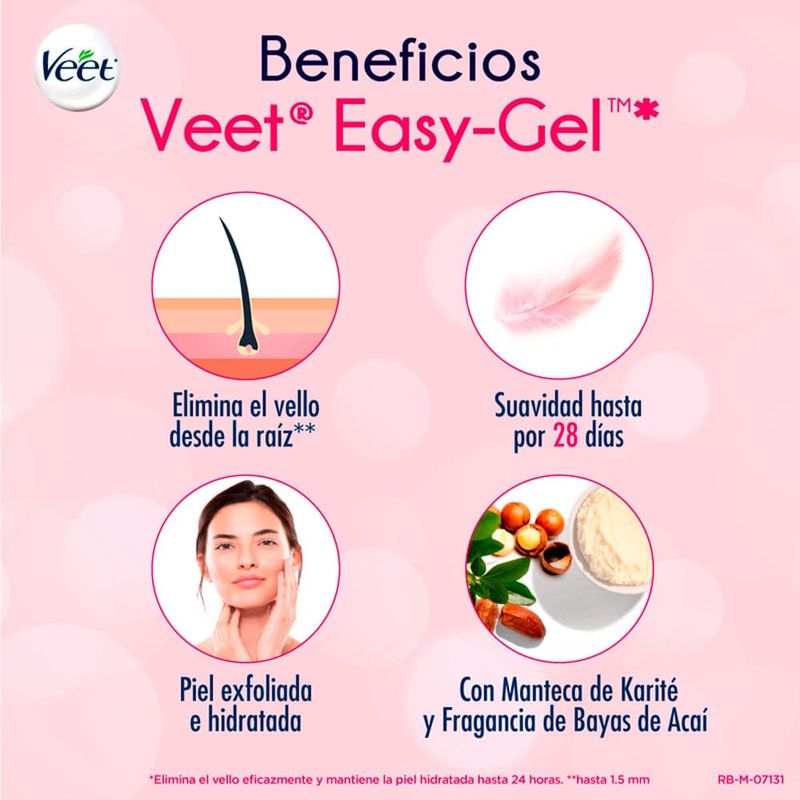 Veet
Beneficios
Veet® Easy-Gel™*
Elimina el vello
desde la raíz**
Suavidad hasta
por 28 días
Piel exfoliada
e hidratada
Con Manteca de Karité
y Fragancia de Bayas de Acaí
*Elimina el vello eficazmente y mantiene la piel hidratada hasta 24 horas. **hasta 1.5 mm
RB-M-07131